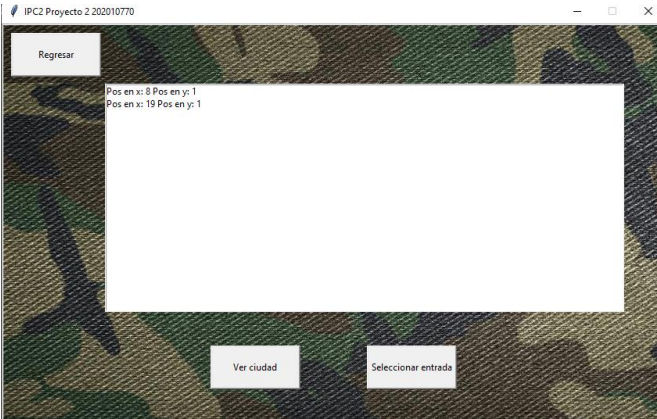 IPC2 Proyecto 2 202010770
Regresar
Pos en x: 8 Pos en y: 1
Pos en x: 19 Pos en y: 1
Ver ciudad
Seleccionar entrada